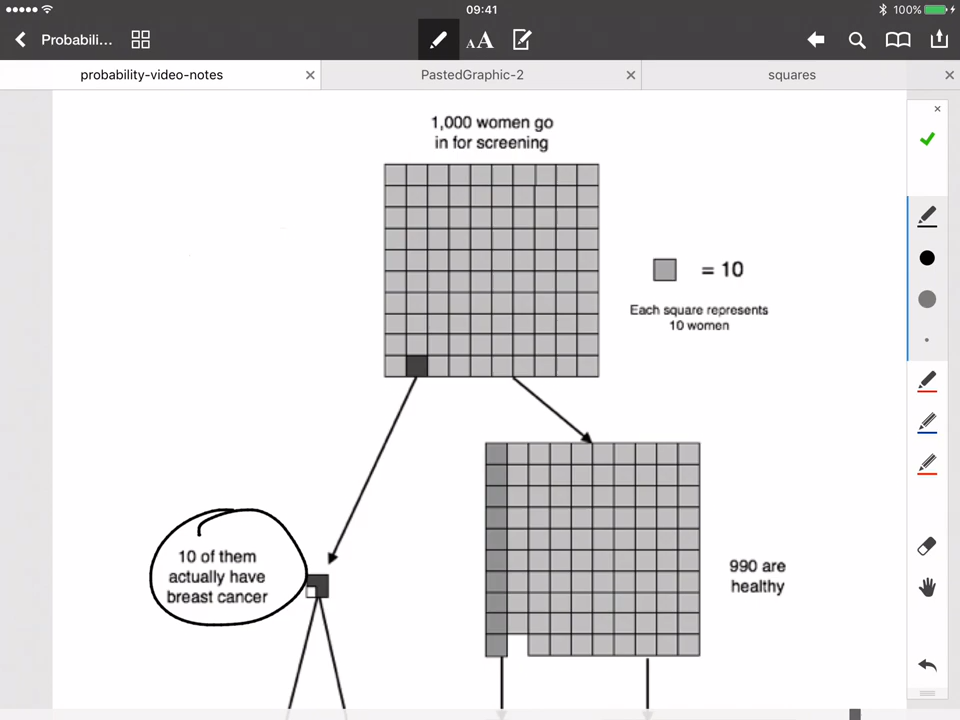 09:41
100%
Probabili...
AA
probability-video-notes
PastedGraphic-2
squares
1,000 women go
in for screening
= 10
Each square represents
10 women
10 of them
actually have
breast cancer
990 are
healthy